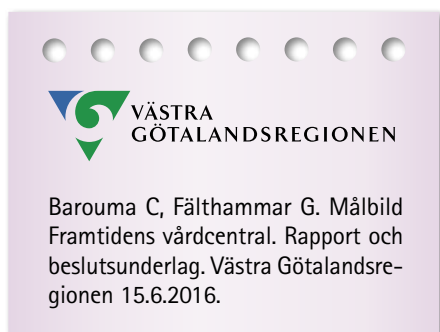 VÄSTRA
GÖTALANDSREGIONEN
Barouma C, Fälthammar G. Målbild
Framtidens vårdcentral. Rapport och
beslutsunderlag. Västra Götalandsre-
gionen 15.6.2016.